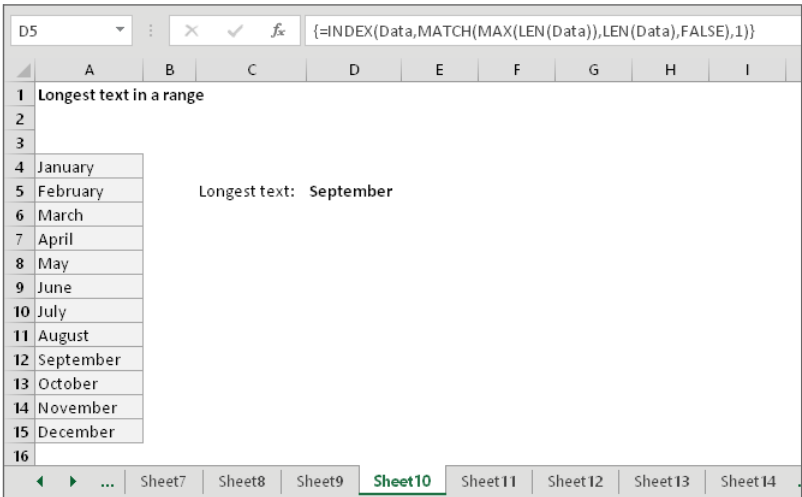 D5 fx {=INDEX(Data,MATCH(MAX(LEN(Data)),LEN(Data),FALSE),1)}
A B C D E F G H I
1 Longest text in a range
2
3
4 January
5 February Longest text: September
6 March
7 April
8 May
9 June
10 July
11 August
12 September
13 October
14 November
15 December
16
... Sheet7 Sheet8 Sheet9 Sheet10 Sheet11 Sheet12 Sheet13 Sheet14